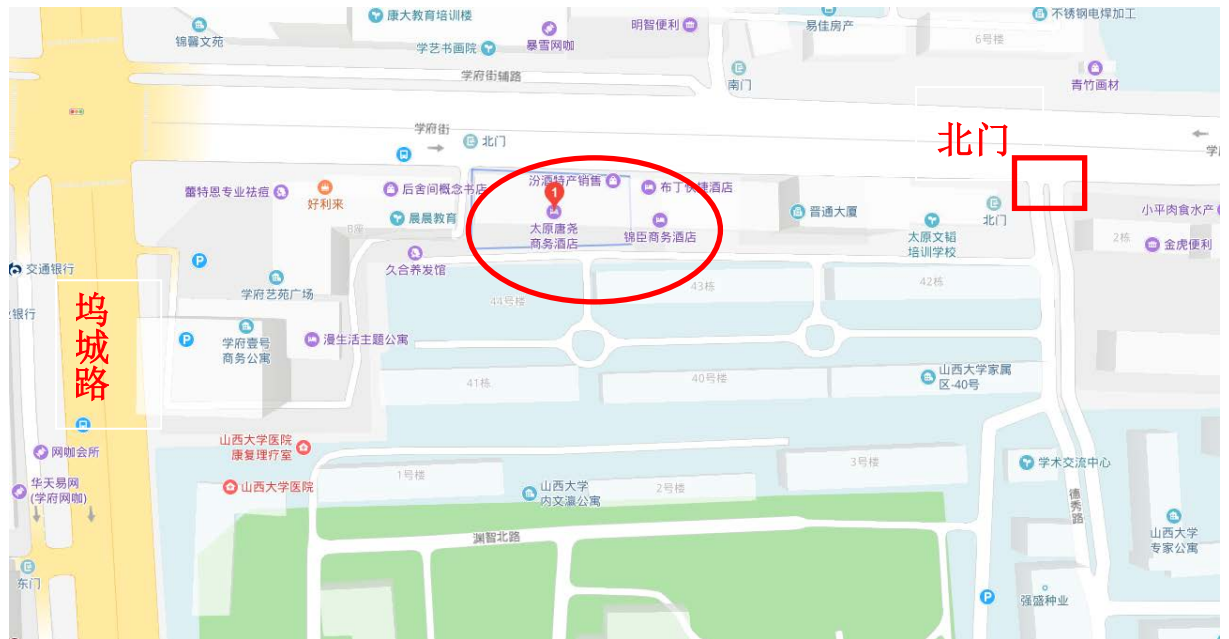 康大教育培训楼
不锈钢电焊加工
锦馨文苑
学艺书画院
暴雪网咖
明智便利
易佳房产
6号楼
学府街辅路
南门
青竹画材
学府街
北门
北门
学
蕾特恩专业祛痘
好利来
后舍间概念书店
汾酒特产销售
1
布丁快捷酒店
晨晨教育
太原唐尧
商务酒店
锦臣商务酒店
晋通大厦
太原文韬
培训学校
北门
小平肉食水产
2栋
金虎便利
B座
久合养发馆
交通银行
P
学府艺苑广场
43栋
42栋
44号楼
坞城路
银行
P
学府壹号
商务公寓
漫生活主题公寓
41栋
40号楼
山西大学家属
区-40号
山西大学医院
康复理疗室
网咖会所
华天易网
(学府网咖)
山西大学医院
1号楼
山西大学
内文瀛公寓
2号楼
3号楼
学术交流中心
德秀路
渊智北路
山西大学
专家公寓
东门
P
强盛种业